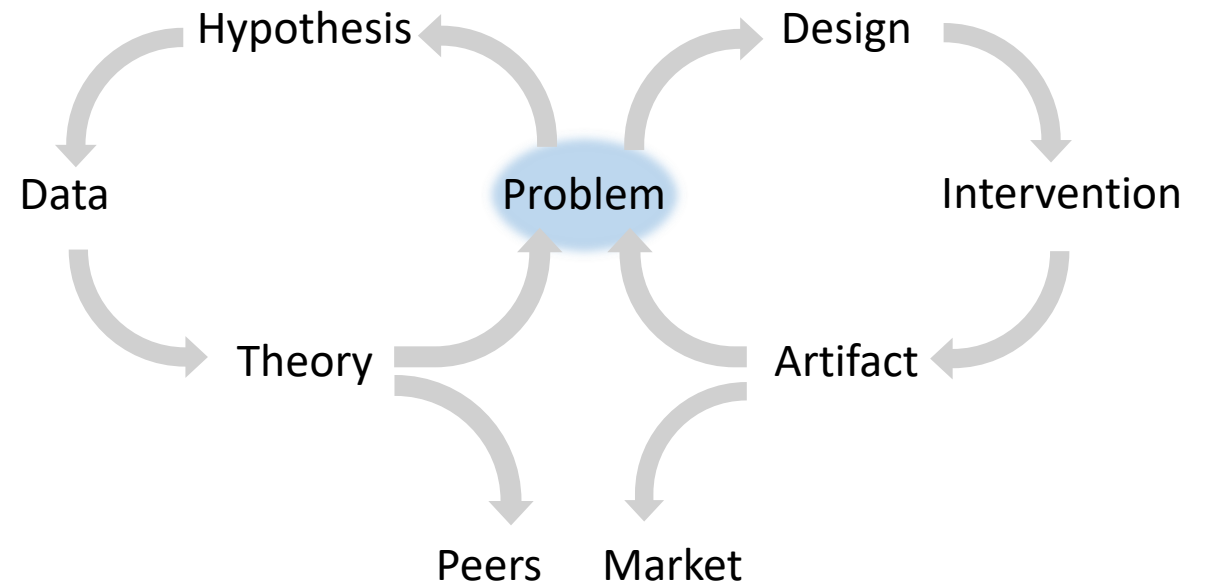 Hypothesis
Design
Data
Problem
Intervention
Theory
Artifact
Peers
Market